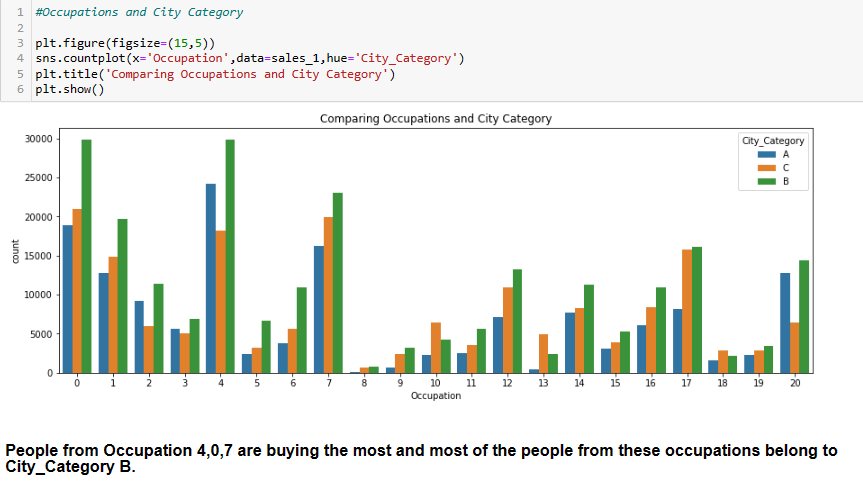 1 #Occupations and City Category
2
3 plt.figure(figsize=(15,5))
4 sns.countplot(x='Occupation',data=sales_1,hue='City_Category')
5 plt.title('Comparing Occupations and City Category')
6 plt.show()
Comparing Occupations and City Category
City_Category
A
C
B
30000
25000
20000
15000
10000
5000
0
count
0 1 2 3 4 5 6 7 8 9 10 11 12 13 14 15 16 17 18 19 20
Occupation
People from Occupation 4,0,7 are buying the most and most of the people from these occupations belong to
City_Category B.